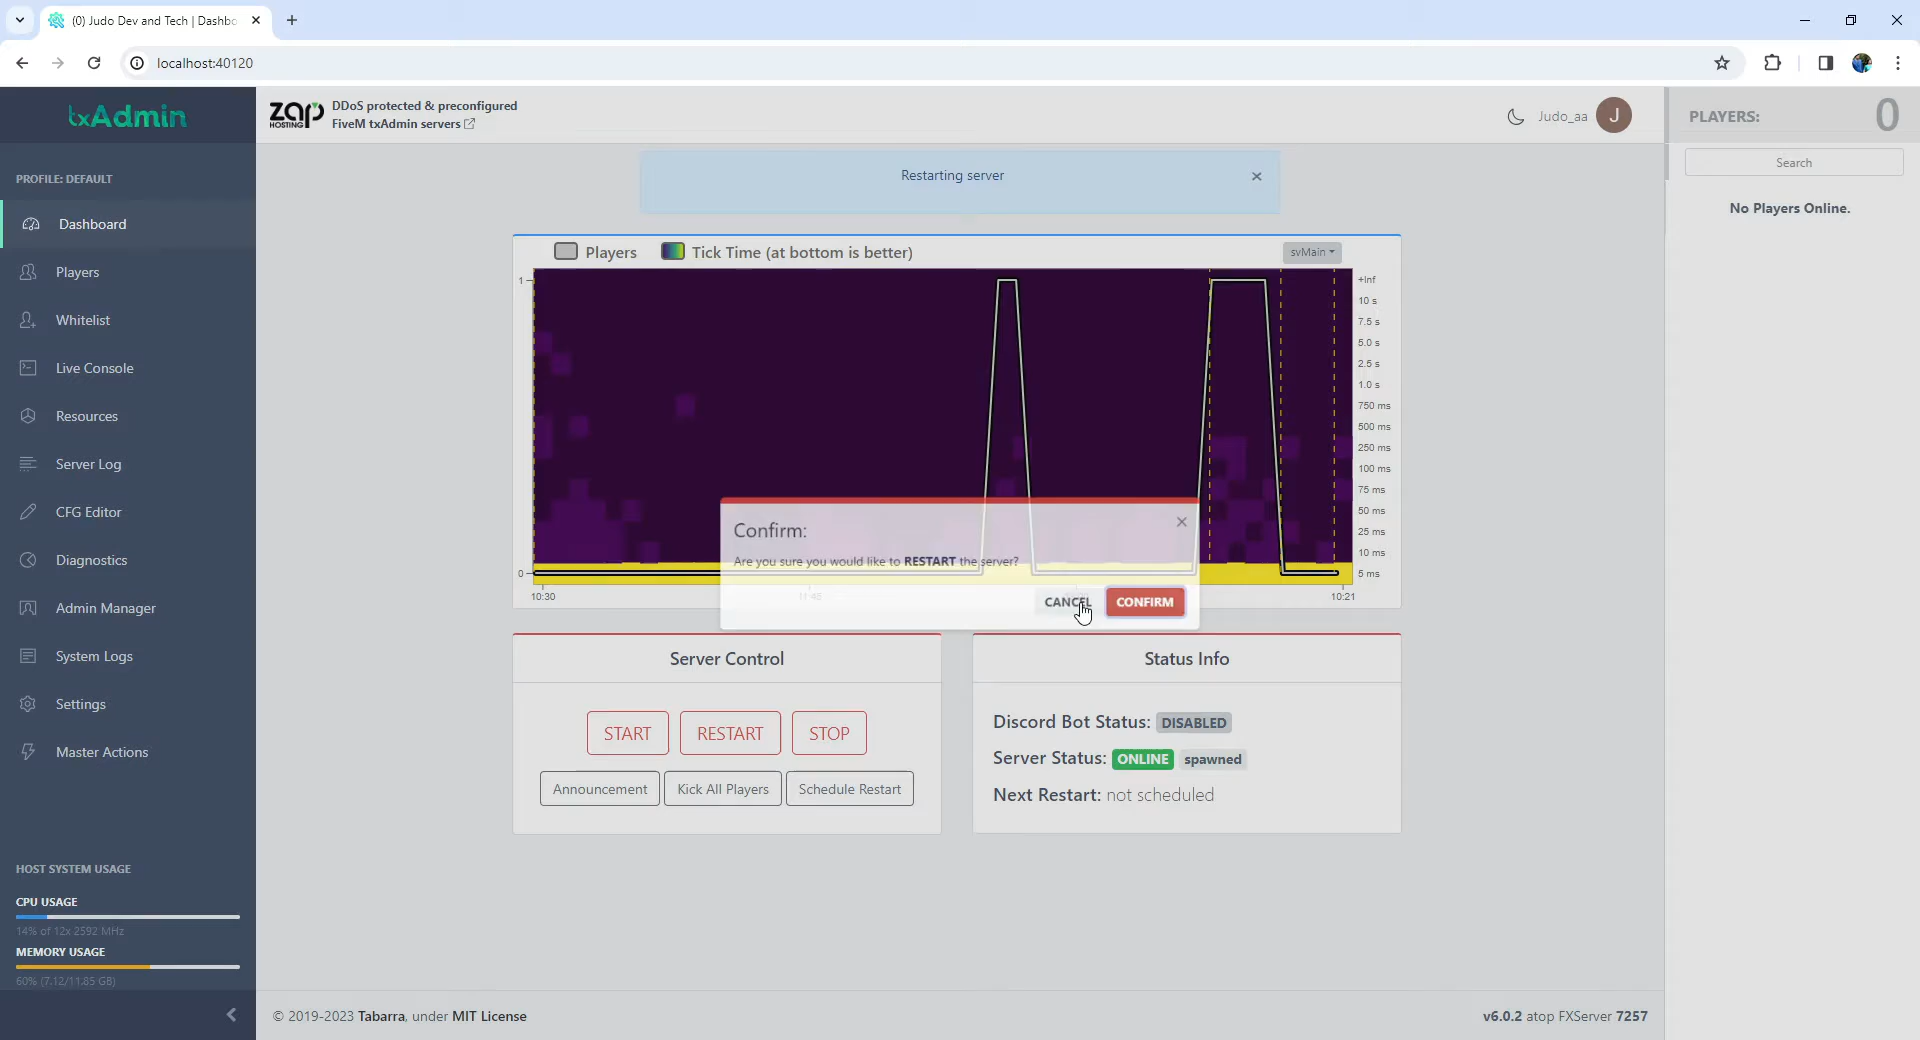 (0) Judo Dev and Tech | Dashbo
localhost:40120
txAdmin
ZAP HOSTING
DDoS protected & preconfigured
FiveM txAdmin servers
Judo_aa
J
PLAYERS:
0
Search
No Players Online.
PROFILE: DEFAULT
Dashboard
Players
Whitelist
Live Console
Resources
Server Log
CFG Editor
Diagnostics
Admin Manager
System Logs
Settings
Master Actions
HOST SYSTEM USAGE
CPU USAGE
14% of 12x 2592 MHz
MEMORY USAGE
60% (7.12/11.85 GB)
Restarting server
Players
Tick Time (at bottom is better)
svMain
1
0
+Inf
10 s
7.5 s
5.0 s
2.5 s
1.0 s
750 ms
500 ms
250 ms
100 ms
75 ms
50 ms
25 ms
10 ms
5 ms
10:30
11:45
10:21
Confirm:
Are you sure you would like to RESTART the server?
CANCEL
CONFIRM
Server Control
START
RESTART
STOP
Announcement
Kick All Players
Schedule Restart
Status Info
Discord Bot Status: DISABLED
Server Status: ONLINE spawned
Next Restart: not scheduled
© 2019-2023 Tabarra, under MIT License
v6.0.2 atop FXServer 7257